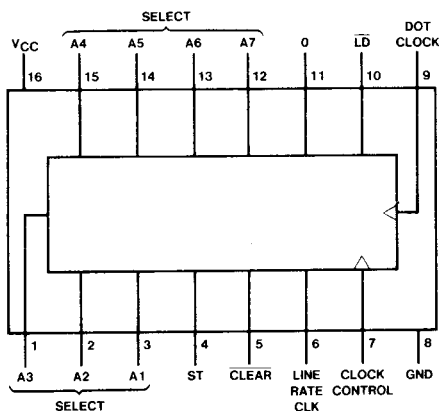 SELECT
VCC A4 A5 A6 A7 0 LD DOT CLOCK
16 15 14 13 12 11 10 9
1 2 3 4 5 6 7 8
A3 A2 A1 ST CLEAR LINE RATE CLK CLOCK CONTROL GND
SELECT